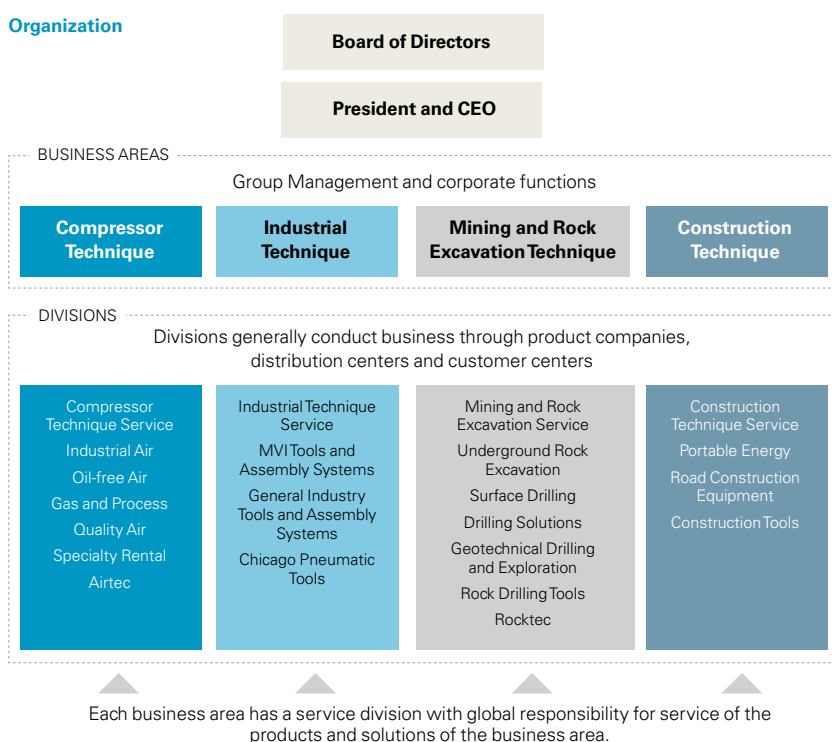 Organization
Board of Directors
President and CEO
BUSINESS AREAS
Group Management and corporate functions
Compressor
Technique
Industrial
Technique
Mining and Rock
Excavation Technique
Construction
Technique
DIVISIONS
Divisions generally conduct business through product companies,
distribution centers and customer centers
Compressor
Technique Service
Industrial Air
Oil-free Air
Gas and Process
Quality Air
Specialty Rental
Airtec
Industrial Technique
Service
MVI Tools and
Assembly Systems
General Industry
Tools and Assembly
Systems
Chicago Pneumatic
Tools
Mining and Rock
Excavation Service
Underground Rock
Excavation
Surface Drilling
Drilling Solutions
Geotechnical Drilling
and Exploration
Rock Drilling Tools
Rocktec
Construction
Technique Service
Portable Energy
Road Construction
Equipment
Construction Tools
Each business area has a service division with global responsibility for service of the
products and solutions of the business area.